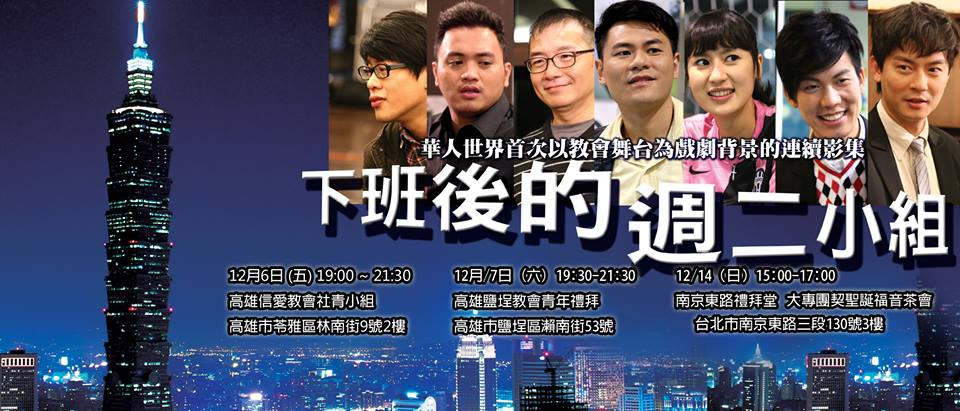 華人世界首次以教會舞台為戲劇背景的連續影集
下班後的週二小組
12月6日(五) 19:00 ~ 21:30
高雄信愛教會社青小組
高雄市苓雅區林南街9號2樓
12月/7日（六）19:30-21:30
高雄鹽埕教會青年禮拜
高雄市鹽埕區瀨南街53號
12/14（日）15:00-17:00
南京東路禮拜堂 大專團契聖誕福音茶會
台北市南京東路三段130號3樓